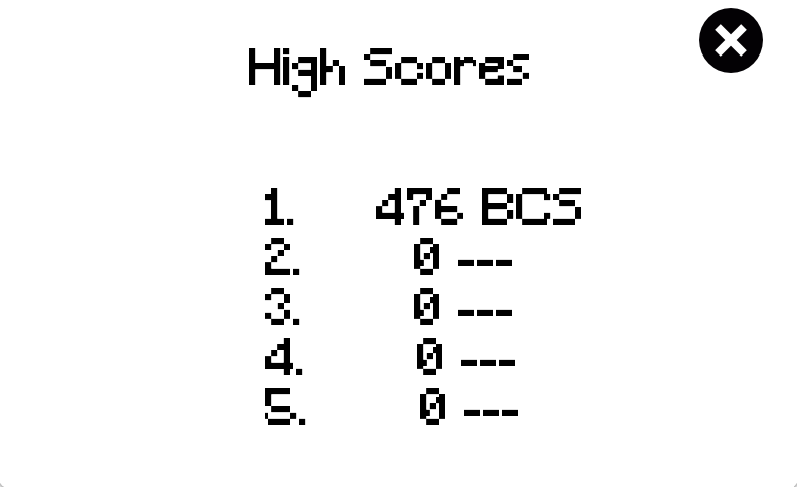 High Scores
1. 476 BCS
2. 0 ---
3. 0 ---
4. 0 ---
5. 0 ---